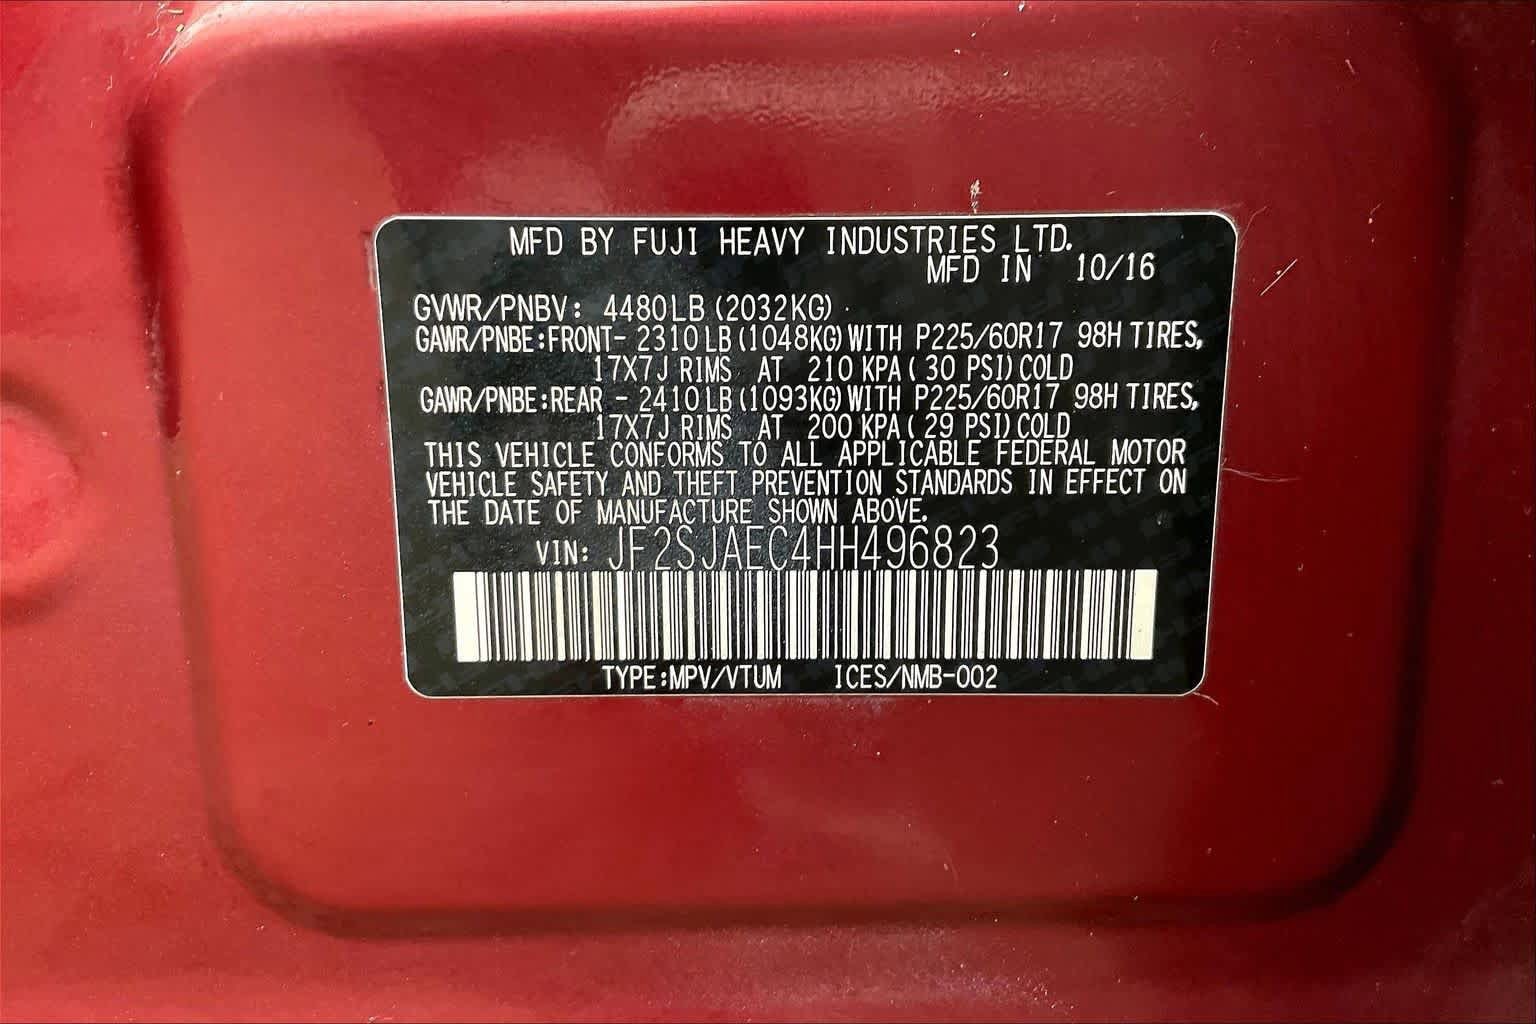 MFD BY FUJI HEAVY INDUSTRIES LTD.
MFD IN 10/16
GVWR/PNBV: 4480LB (2032KG)
GAWR/PNBE:FRONT- 2310LB (1048KG) WITH P225/60R17 98H TIRES,
17X7J RIMS AT 210 KPA ( 30 PSI) COLD
GAWR/PNBE:REAR - 2410LB (1093KG) WITH P225/60R17 98H TIRES,
17X7J RIMS AT 200 KPA ( 29 PSI) COLD
THIS VEHICLE CONFORMS TO ALL APPLICABLE FEDERAL MOTOR
VEHICLE SAFETY AND THEFT PREVENTION STANDARDS IN EFFECT ON
THE DATE OF MANUFACTURE SHOWN ABOVE.
VIN: JF2SJAEC4HH496823
TYPE:MPV/VTUM ICES/NMB-002